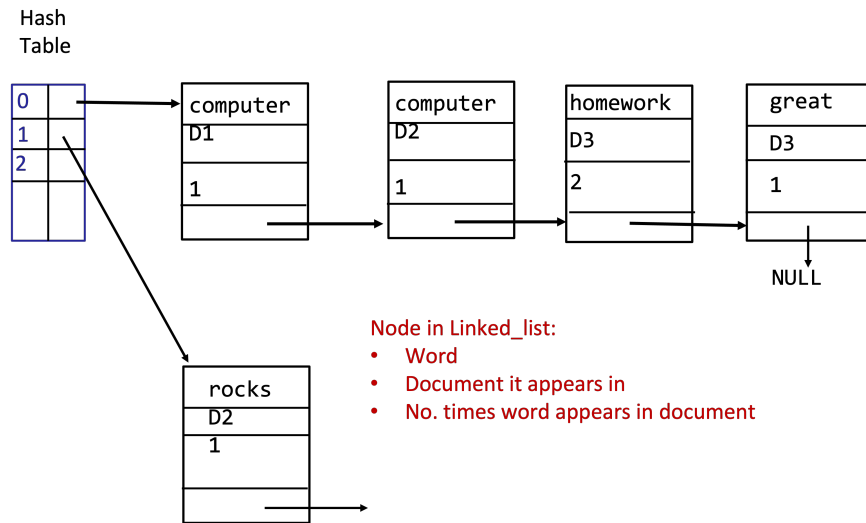 Hash
Table
0
1
2
computer
D1
1
computer
D2
1
homework
D3
2
great
D3
1
NULL
rocks
D2
1
Node in Linked_list:
• Word
• Document it appears in
• No. times word appears in document